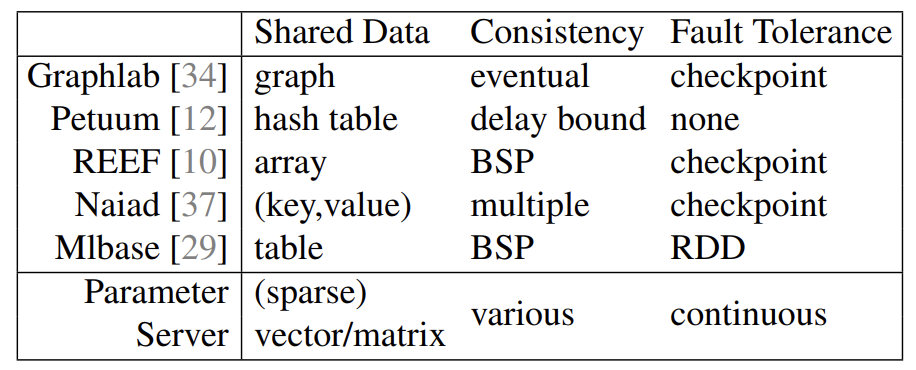 Shared Data Consistency Fault Tolerance
Graphlab [34] graph eventual checkpoint
Petuum [12] hash table delay bound none
REEF [10] array BSP checkpoint
Naiad [37] (key,value) multiple checkpoint
Mlbase [29] table BSP RDD
Parameter (sparse)
Server vector/matrix various continuous